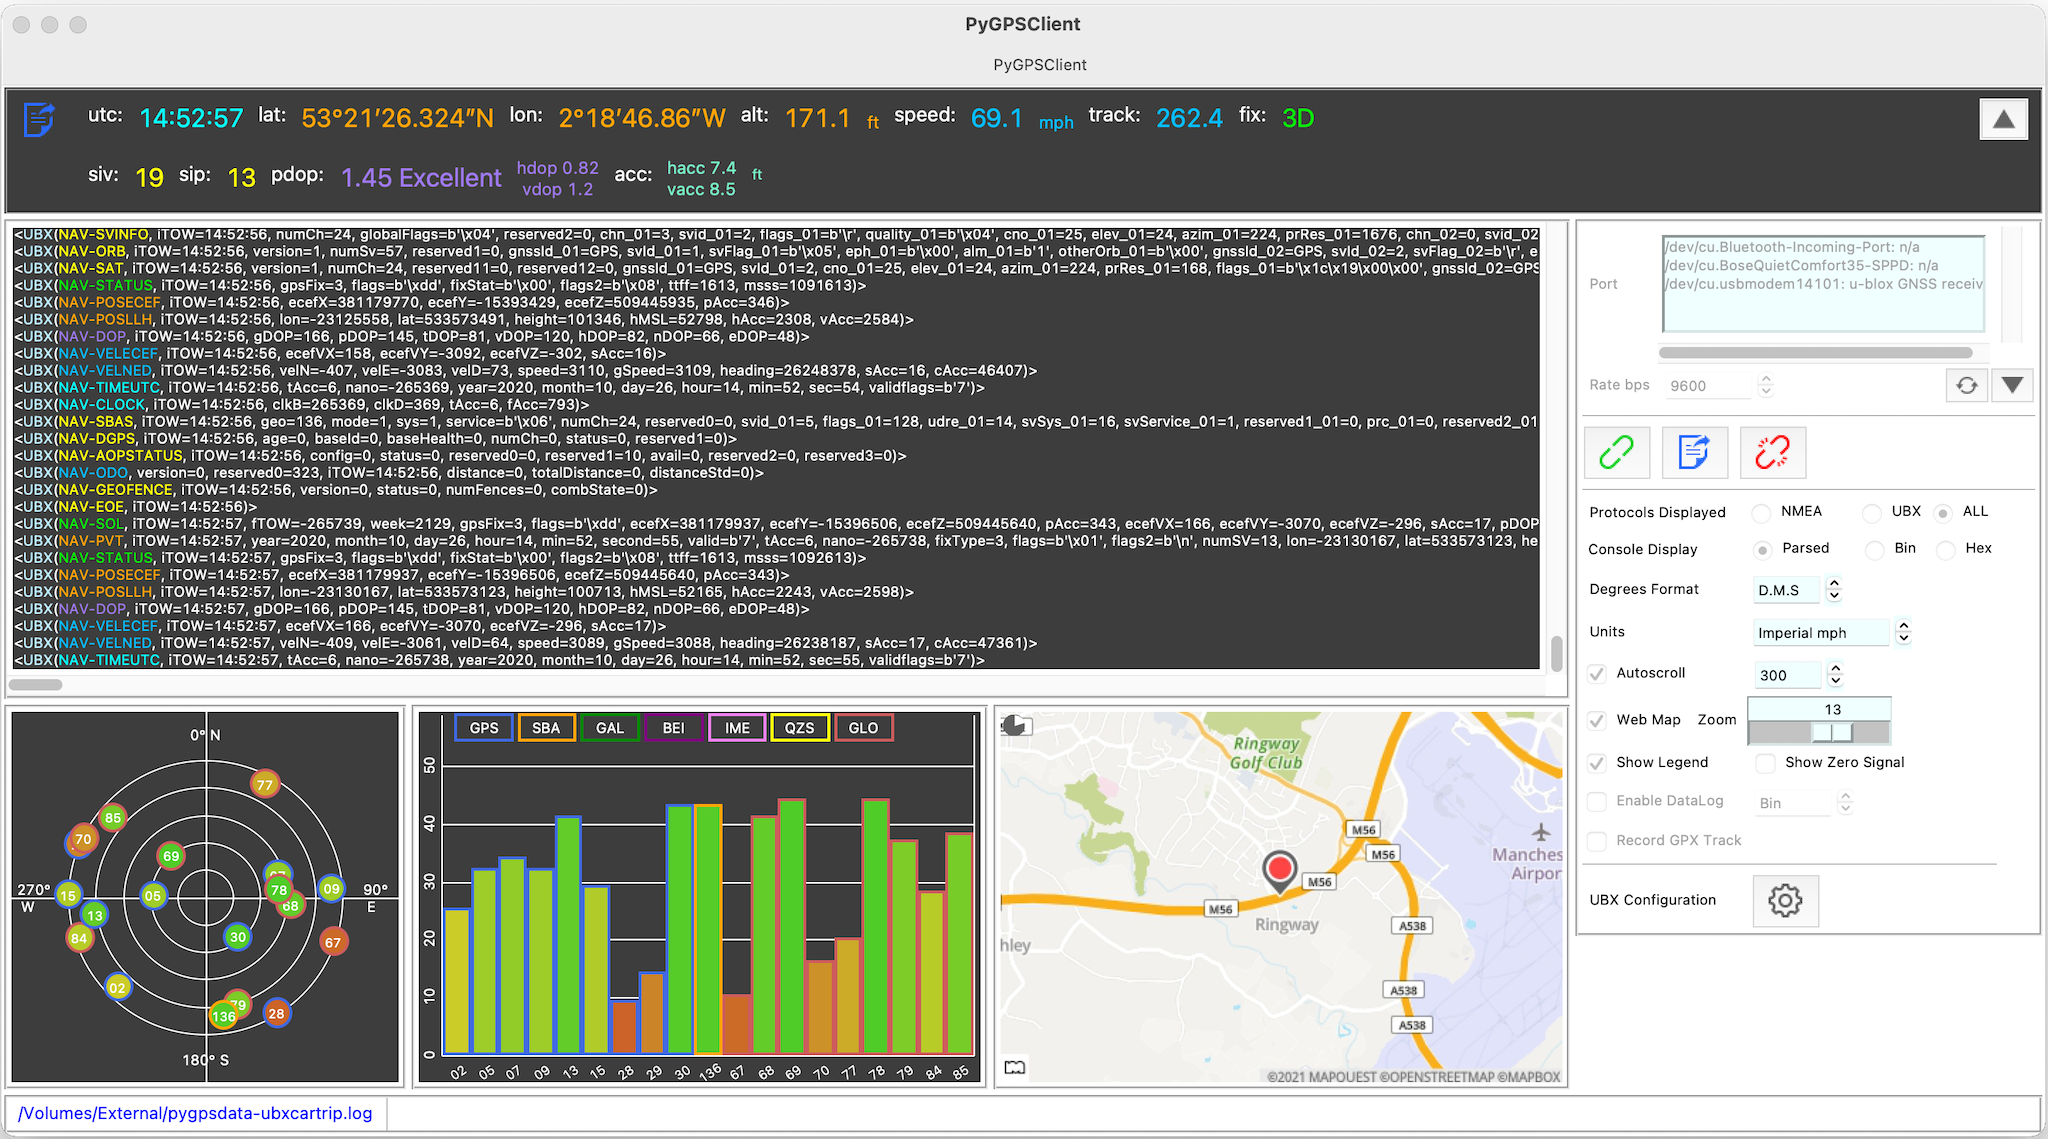 PyGPSClient
PyGPSClient
utc: 14:52:57 lat: 53°21′26.324″N lon: 2°18′46.86″W alt: 171.1 ft speed: 69.1 mph track: 262.4 fix: 3D
siv: 19 sip: 13 pdop: 1.45 Excellent hdop 0.82 vdop 1.2 acc: hacc 7.4 vacc 8.5 ft
<UBX(NAV-SVINFO, iTOW=14:52:56, numCh=24, globalFlags=b'\x04', reserved2=0, chn_01=3, svid_01=2, flags_01=b'\r', quality_01=b'\x04', cno_01=25, elev_01=24, azim_01=224, prRes_01=1676, chn_02=0, svid_02
<UBX(NAV-ORB, iTOW=14:52:56, version=1, numSv=57, reserved1=0, gnssId_01=GPS, svId_01=1, svFlag_01=b'\x05', eph_01=b'\x00', alm_01=b'1', otherOrb_01=b'\x00', gnssId_02=GPS, svId_02=2, svFlag_02=b'\r', e
<UBX(NAV-SAT, iTOW=14:52:56, version=1, numCh=24, reserved11=0, reserved12=0, gnssId_01=GPS, svId_01=2, cno_01=25, elev_01=24, azim_01=224, prRes_01=168, flags_01=b'\x1c\x19\x00\x00', gnssId_02=GPS
<UBX(NAV-STATUS, iTOW=14:52:56, gpsFix=3, flags=b'\xdd', fixStat=b'\x00', flags2=b'\x08', ttff=1613, msss=1091613)>
<UBX(NAV-POSECEF, iTOW=14:52:56, ecefX=381179770, ecefY=-15393429, ecefZ=509445935, pAcc=346)>
<UBX(NAV-POSLLH, iTOW=14:52:56, lon=-23125558, lat=533573491, height=101346, hMSL=52798, hAcc=2308, vAcc=2584)>
<UBX(NAV-DOP, iTOW=14:52:56, gDOP=166, pDOP=145, tDOP=81, vDOP=120, hDOP=82, nDOP=66, eDOP=48)>
<UBX(NAV-VELECEF, iTOW=14:52:56, ecefVX=158, ecefVY=-3092, ecefVZ=-302, sAcc=16)>
<UBX(NAV-VELNED, iTOW=14:52:56, velN=-407, velE=-3083, velD=73, speed=3110, gSpeed=3109, heading=26248378, sAcc=16, cAcc=46407)>
<UBX(NAV-TIMEUTC, iTOW=14:52:56, tAcc=6, nano=-265369, year=2020, month=10, day=26, hour=14, min=52, sec=54, validflags=b'7')>
<UBX(NAV-CLOCK, iTOW=14:52:56, clkB=265369, clkD=369, tAcc=6, fAcc=793)>
<UBX(NAV-SBAS, iTOW=14:52:56, geo=136, mode=1, sys=1, service=b'\x06', numCh=24, reserved0=0, svid_01=5, flags_01=128, udre_01=14, svSys_01=16, svService_01=1, reserved1_01=0, prc_01=0, reserved2_01
<UBX(NAV-DGPS, iTOW=14:52:56, age=0, baseId=0, baseHealth=0, numCh=0, status=0, reserved1=0)>
<UBX(NAV-AOPSTATUS, iTOW=14:52:56, config=0, status=0, reserved0=0, reserved1=10, avail=0, reserved2=0, reserved3=0)>
<UBX(NAV-ODO, version=0, reserved0=323, iTOW=14:52:56, distance=0, totalDistance=0, distanceStd=0)>
<UBX(NAV-GEOFENCE, iTOW=14:52:56, version=0, status=0, numFences=0, combState=0)>
<UBX(NAV-EOE, iTOW=14:52:56)>
<UBX(NAV-SOL, iTOW=14:52:57, fTOW=-265739, week=2129, gpsFix=3, flags=b'\xdd', ecefX=381179937, ecefY=-15396506, ecefZ=509445640, pAcc=343, ecefVX=166, ecefVY=-3070, ecefVZ=-296, sAcc=17, pDOP
<UBX(NAV-PVT, iTOW=14:52:57, year=2020, month=10, day=26, hour=14, min=52, second=55, valid=b'7', tAcc=6, nano=-265738, fixType=3, flags=b'\x01', flags2=b'\n', numSV=13, lon=-23130167, lat=533573123, he
<UBX(NAV-STATUS, iTOW=14:52:57, gpsFix=3, flags=b'\xdd', fixStat=b'\x00', flags2=b'\x08', ttff=1613, msss=1092613)>
<UBX(NAV-POSECEF, iTOW=14:52:57, ecefX=381179937, ecefY=-15396506, ecefZ=509445640, pAcc=343)>
<UBX(NAV-POSLLH, iTOW=14:52:57, lon=-23130167, lat=533573123, height=100713, hMSL=52165, hAcc=2243, vAcc=2598)>
<UBX(NAV-DOP, iTOW=14:52:57, gDOP=166, pDOP=145, tDOP=81, vDOP=120, hDOP=82, nDOP=66, eDOP=48)>
<UBX(NAV-VELECEF, iTOW=14:52:57, ecefVX=166, ecefVY=-3070, ecefVZ=-296, sAcc=17)>
<UBX(NAV-VELNED, iTOW=14:52:57, velN=-409, velE=-3061, velD=64, speed=3089, gSpeed=3088, heading=26238187, sAcc=17, cAcc=47361)>
<UBX(NAV-TIMEUTC, iTOW=14:52:57, tAcc=6, nano=-265738, year=2020, month=10, day=26, hour=14, min=52, sec=55, validflags=b'7')>
Port
/dev/cu.Bluetooth-Incoming-Port: n/a
/dev/cu.BoseQuietComfort35-SPPD: n/a
/dev/cu.usbmodem14101: u-blox GNSS receiv
Rate bps 9600
Protocols Displayed NMEA UBX ALL
Console Display Parsed Bin Hex
Degrees Format D.M.S
Units Imperial mph
Autoscroll 300
Web Map Zoom 13
Show Legend Show Zero Signal
Enable DataLog Bin
Record GPX Track
UBX Configuration
0° N
77
85
70
69
78
09
68
15
05
13
270° W
90° E
84
30
67
02
79
136
28
180° S
GPS SBA GAL BEI IME QZS GLO
50
40
30
20
10
0
02 05 07 09 13 15 28 29 30 136 67 68 69 70 77 78 79 84 85
Ringway
Golf Club
M56
M56
M56
M56
Manches
Airpor
Ringway
hley
A538
A538
A538
©2021 MAPQUEST ©OPENSTREETMAP ©MAPBOX
/Volumes/External/pygpsdata-ubxcartrip.log